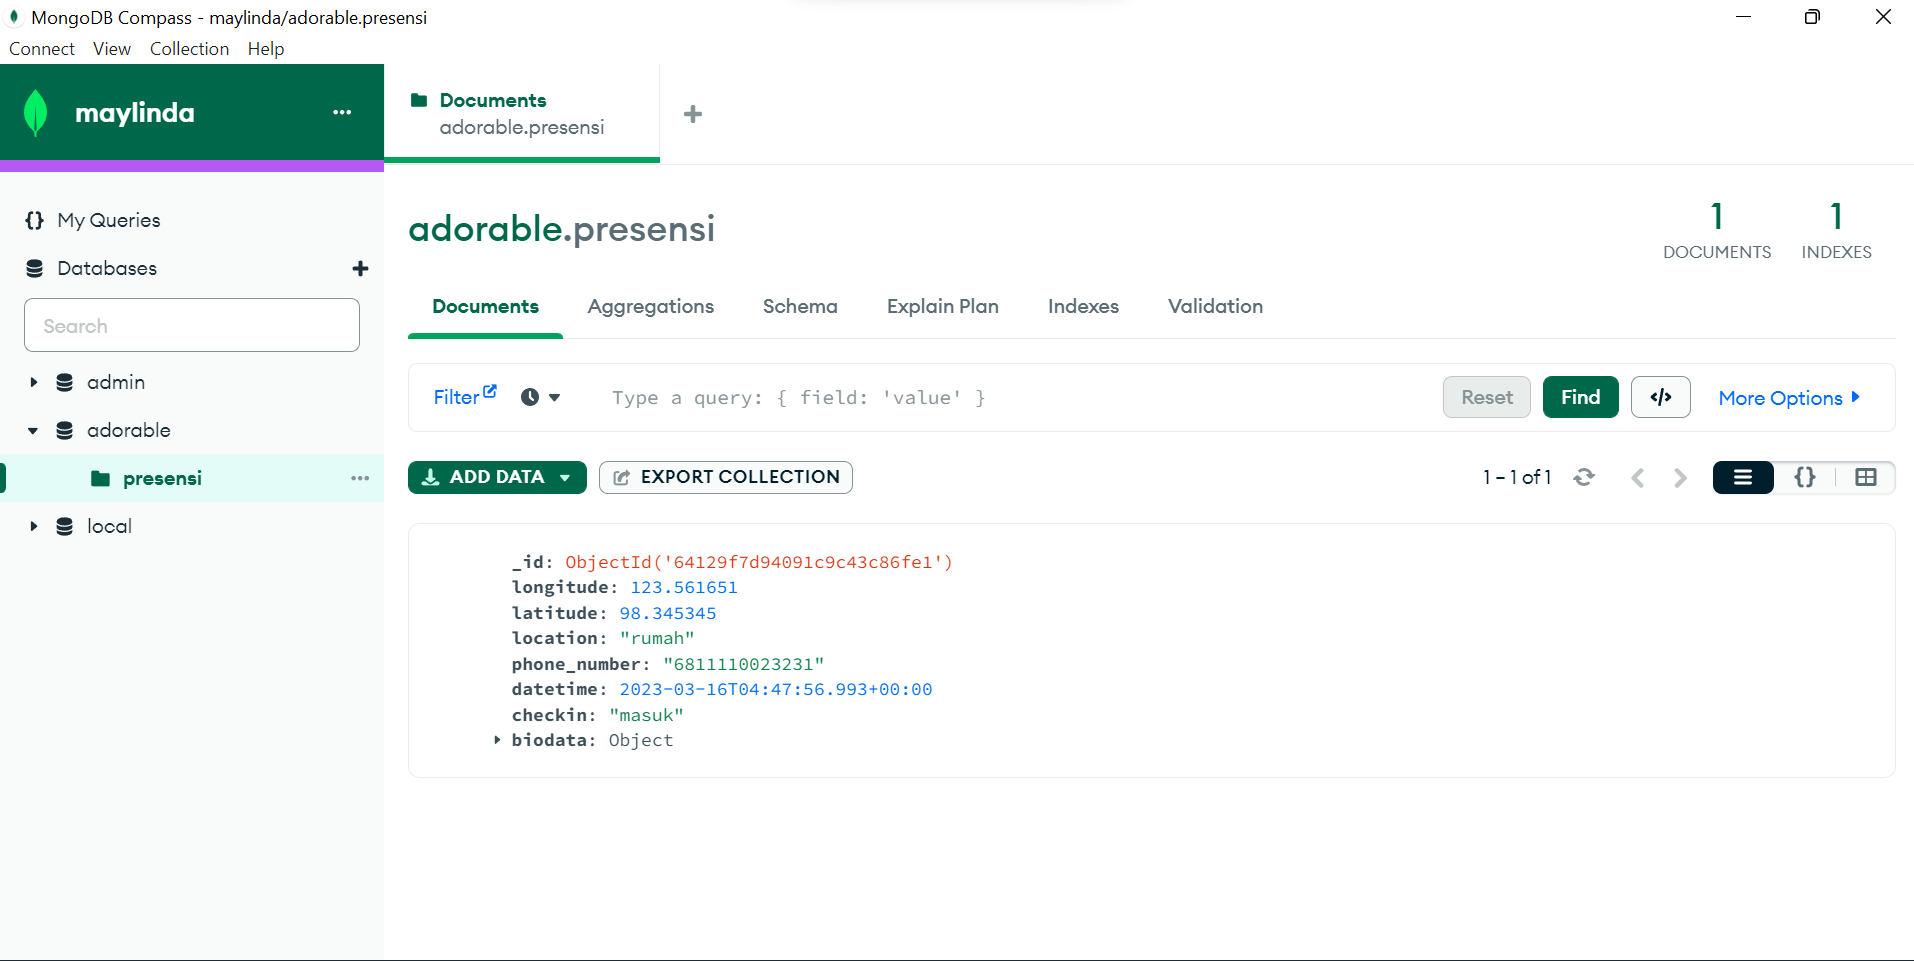 MongoDB Compass - maylinda/adorable.presensi
Connect View Collection Help
maylinda
Documents
adorable.presensi
My Queries
Databases
Search
admin
adorable
presensi
local
adorable.presensi
1
DOCUMENTS
1
INDEXES
Documents Aggregations Schema Explain Plan Indexes Validation
Filter Type a query: { field: 'value' } Reset Find </> More Options
ADD DATA EXPORT COLLECTION 1 – 1 of 1 {}
_id: ObjectId('64129f7d94091c9c43c86fe1')
longitude: 123.561651
latitude: 98.345345
location: "rumah"
phone_number: "6811110023231"
datetime: 2023-03-16T04:47:56.993+00:00
checkin: "masuk"
biodata: Object